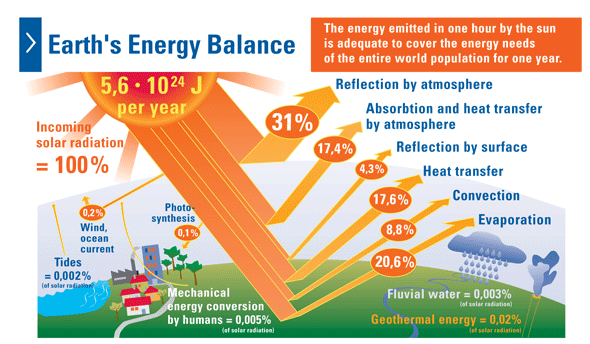 Earth's Energy Balance
The energy emitted in one hour by the sun
is adequate to cover the energy needs
of the entire world population for one year.
5,6 · 10²⁴ J
per year
Incoming
solar radiation
= 100%
31%
Reflection by atmosphere
17,4%
Absorbtion and heat transfer
by atmosphere
4,3%
Reflection by surface
17,6%
Heat transfer
8,8%
Convection
20,6%
Evaporation
0,2%
Wind,
ocean
current
Photo-
synthesis
0,1%
Tides
= 0,002%
(of solar radiation)
Mechanical
energy conversion
by humans = 0,005%
(of solar radiation)
Fluvial water = 0,003%
(of solar radiation)
Geothermal energy = 0,02%
(of solar radiation)